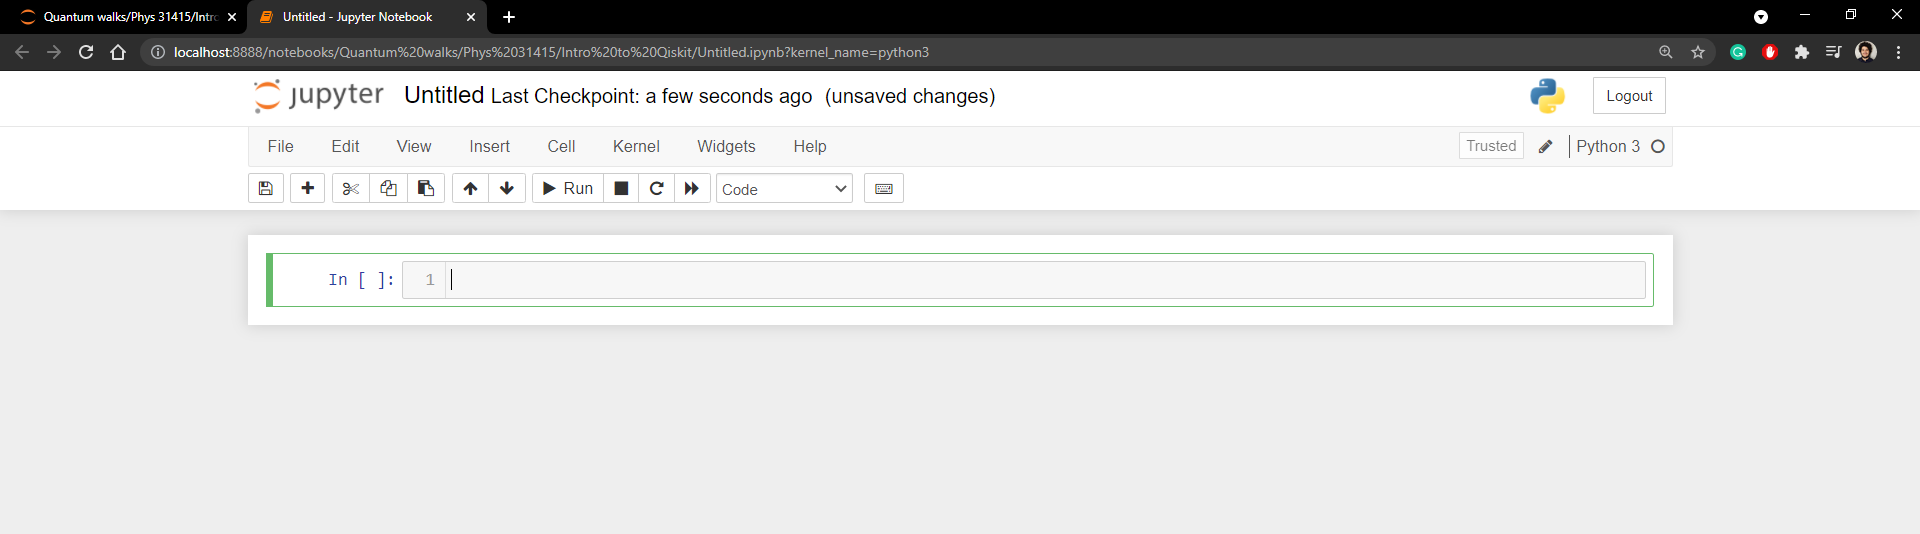 Quantum walks/Phys 31415/Intro
Untitled - Jupyter Notebook
localhost:8888/notebooks/Quantum%20walks/Phys%2031415/Intro%20to%20Qiskit/Untitled.ipynb?kernel_name=python3
jupyter Untitled Last Checkpoint: a few seconds ago (unsaved changes)
Logout
File Edit View Insert Cell Kernel Widgets Help
Trusted Python 3
Run Code
In [ ]: 1